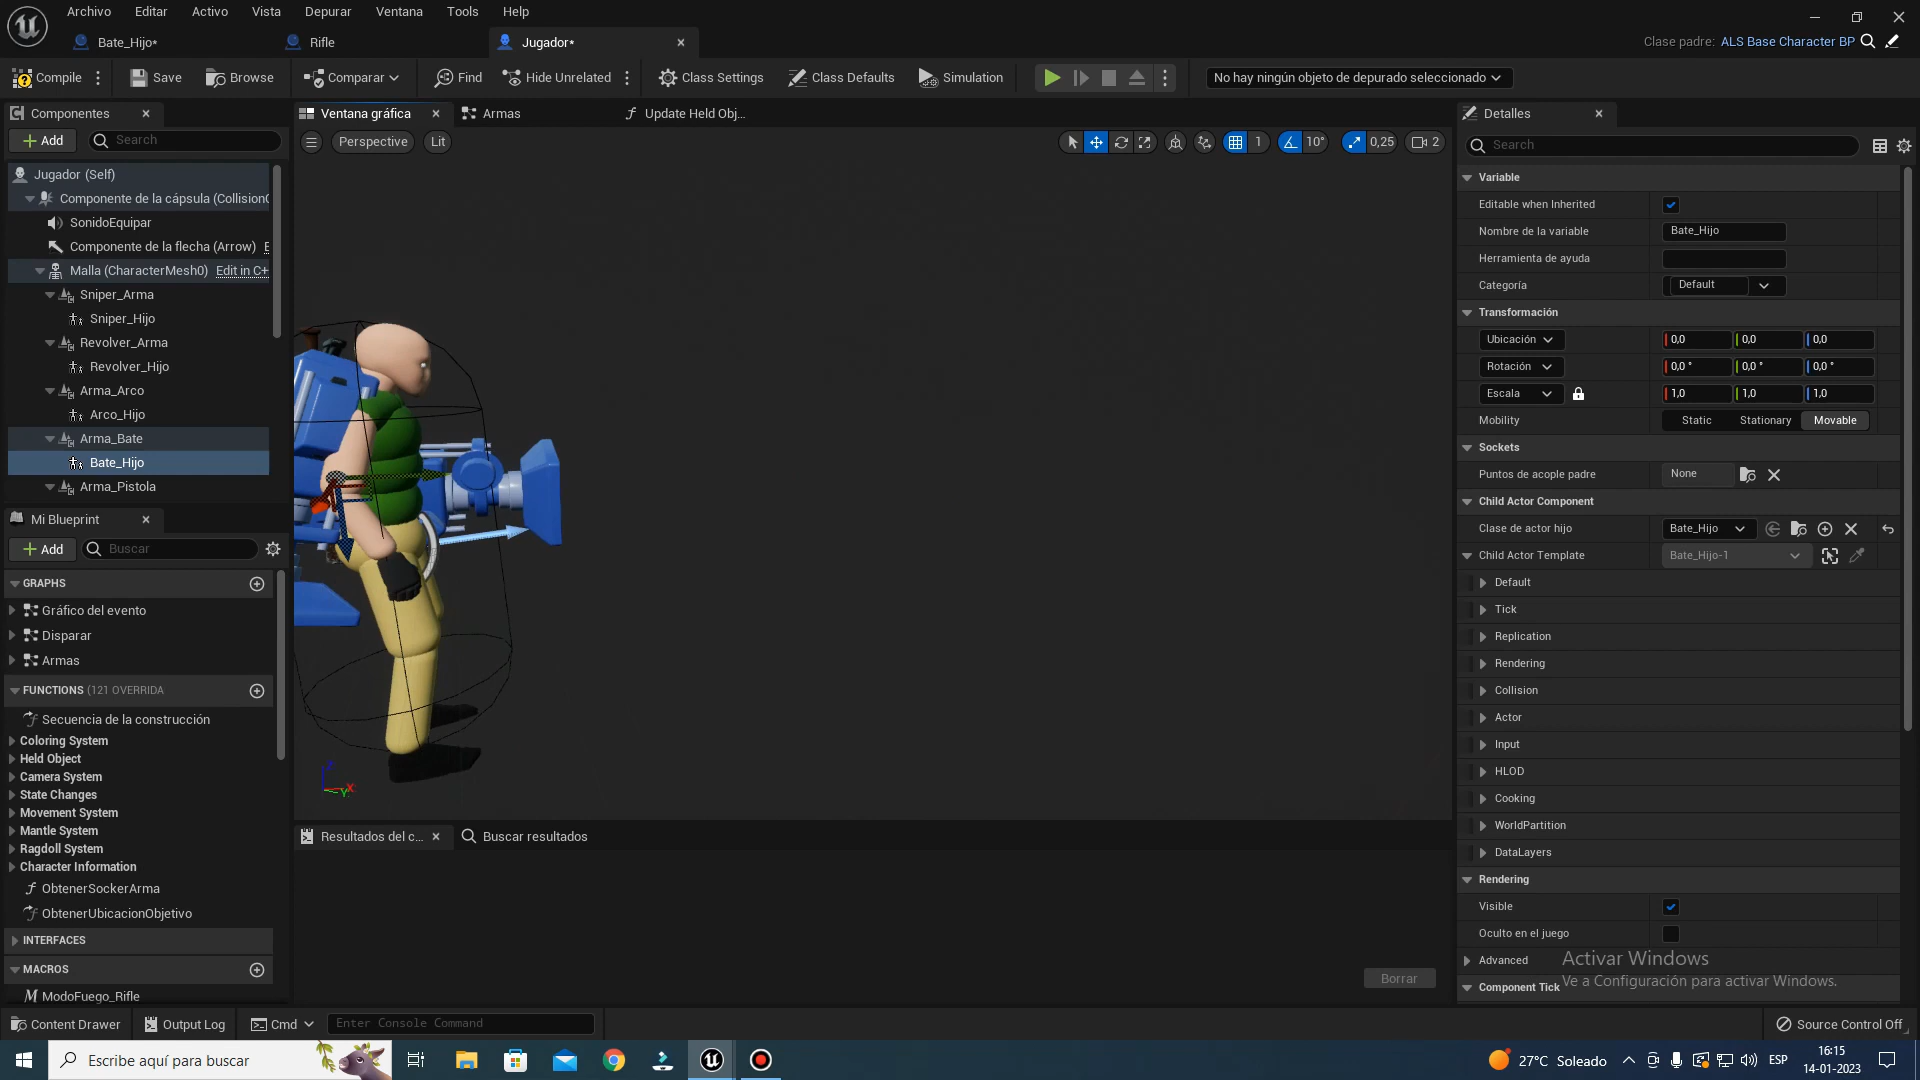 Archivo Editar Activo Vista Depurar Ventana Tools Help
Bate_Hijo* Rifle Jugador*
Clase padre: ALS Base Character BP
Compile Save Browse Comparar Find Hide Unrelated Class Settings Class Defaults Simulation No hay ningún objeto de depurado seleccionado
Componentes
Add Search
Jugador (Self)
Componente de la cápsula (CollisionC
SonidoEquipar
Componente de la flecha (Arrow) E
Malla (CharacterMesh0) Edit in C+
Sniper_Arma
Sniper_Hijo
Revolver_Arma
Revolver_Hijo
Arma_Arco
Arco_Hijo
Arma_Bate
Bate_Hijo
Arma_Pistola
Mi Blueprint
Add Buscar
GRAPHS
Gráfico del evento
Disparar
Armas
FUNCTIONS (121 OVERRIDA
Secuencia de la construcción
Coloring System
Held Object
Camera System
State Changes
Movement System
Mantle System
Ragdoll System
Character Information
ObtenerSockerArma
ObtenerUbicacionObjetivo
INTERFACES
MACROS
ModoFuego_Rifle
Ventana gráfica Armas Update Held Obj...
Perspective Lit 1 10° 0,25 2
Z X Y
Resultados del c... Buscar resultados
Borrar
Detalles
Search
Variable
Editable when Inherited
Nombre de la variable Bate_Hijo
Herramienta de ayuda
Categoría Default
Transformación
Ubicación 0,0 0,0 0,0
Rotación 0,0 ° 0,0 ° 0,0 °
Escala 1,0 1,0 1,0
Mobility Static Stationary Movable
Sockets
Puntos de acople padre None
Child Actor Component
Clase de actor hijo Bate_Hijo
Child Actor Template Bate_Hijo-1
Default
Tick
Replication
Rendering
Collision
Actor
Input
HLOD
Cooking
WorldPartition
DataLayers
Rendering
Visible
Oculto en el juego
Advanced
Component Tick
Activar Windows
Ve a Configuración para activar Windows.
Content Drawer Output Log Cmd Enter Console Command Source Control Off
Escribe aquí para buscar
27°C Soleado ESP
16:15
14-01-2023